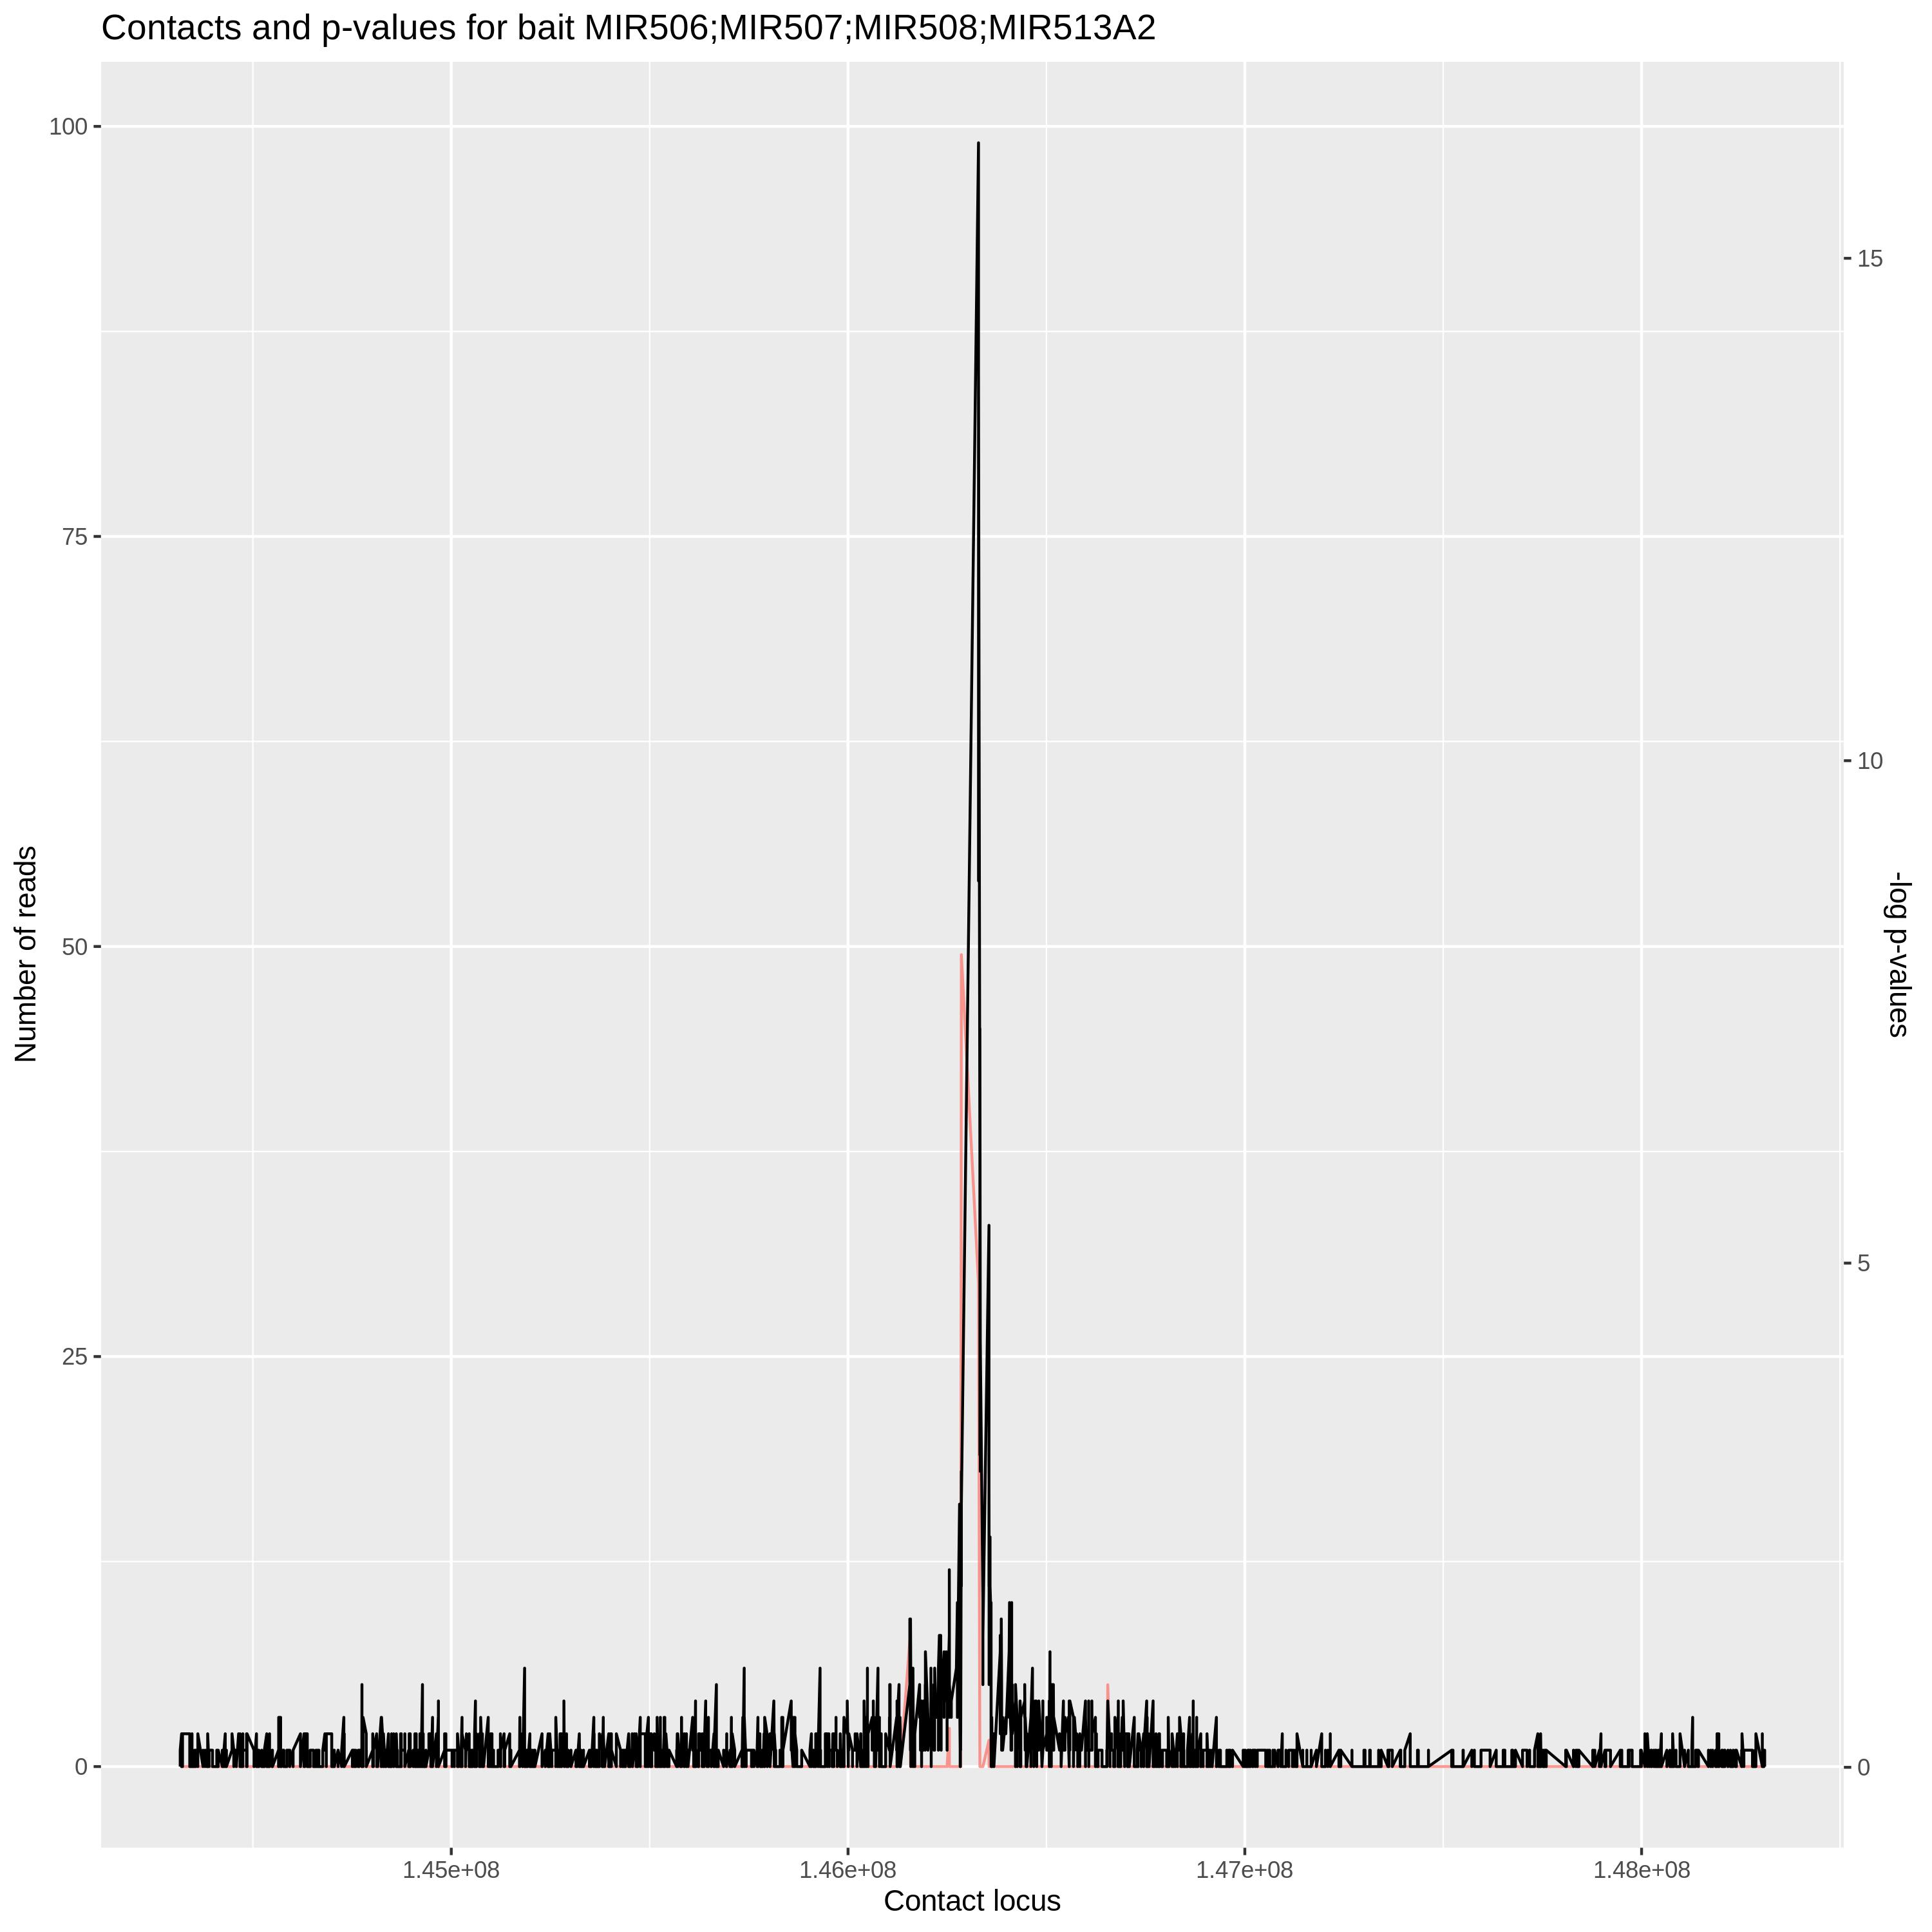 Contacts and p-values for bait MIR506;MIR507;MIR508;MIR513A2
100
75
50
25
0
Number of reads
15
10
5
0
-log p-values
1.45e+08
1.46e+08
1.47e+08
1.48e+08
Contact locus